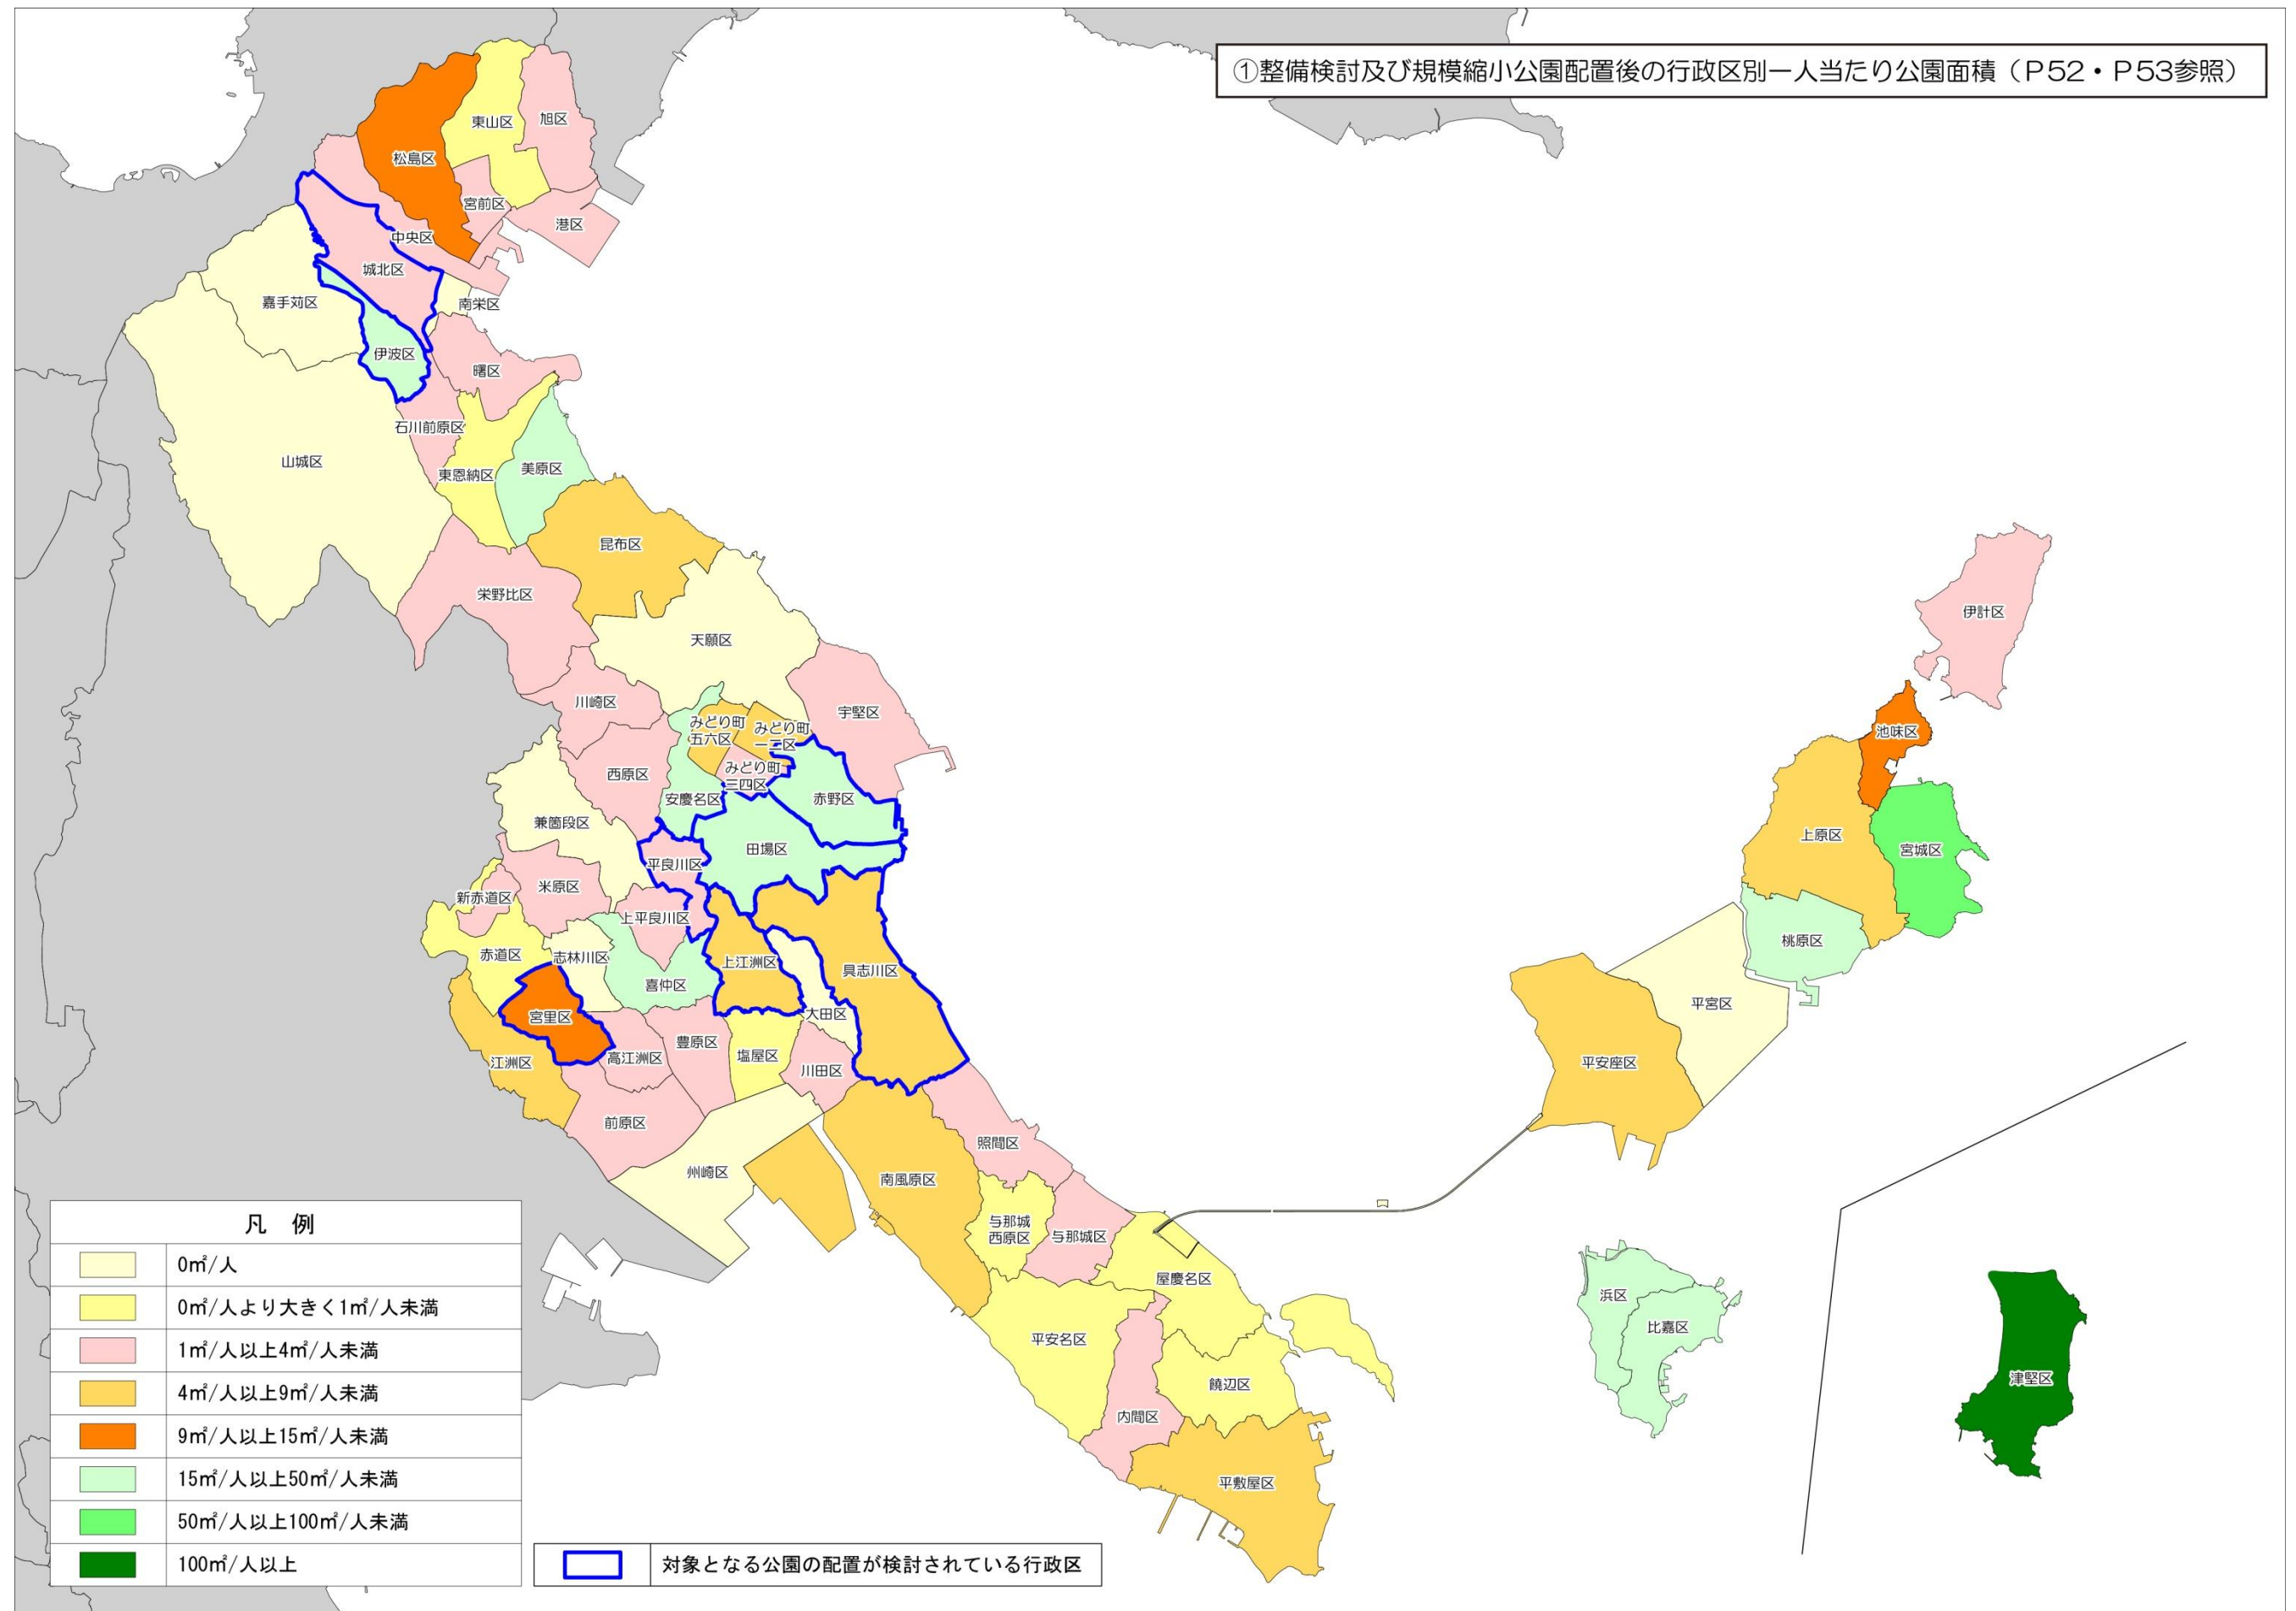 ①整備検討及び規模縮小公園配置後の行政区別一人当たり公園面積（P52・P53参照）
東山区
旭区
松島区
宮前区
港区
中央区
城北区
嘉手苅区
南栄区
伊波区
曙区
石川前原区
山城区
東恩納区
美原区
昆布区
栄野比区
天願区
伊計区
川崎区
宇堅区
みどり町
五六区
みどり町
一二区
池味区
西原区
みどり町
三四区
安慶名区
赤野区
兼箇段区
上原区
田場区
宮城区
平良川区
米原区
新赤道区
上平良川区
桃原区
赤道区
志林川区
上江洲区
具志川区
喜仲区
平宮区
宮里区
大田区
豊原区
塩屋区
高江洲区
江洲区
川田区
平安座区
前原区
照間区
州崎区
南風原区
与那城
西原区
与那城区
屋慶名区
浜区
比嘉区
平安名区
津堅区
饒辺区
内間区
平敷屋区
凡 例
0㎡/人
0㎡/人より大きく1㎡/人未満
1㎡/人以上4㎡/人未満
4㎡/人以上9㎡/人未満
9㎡/人以上15㎡/人未満
15㎡/人以上50㎡/人未満
50㎡/人以上100㎡/人未満
100㎡/人以上
対象となる公園の配置が検討されている行政区